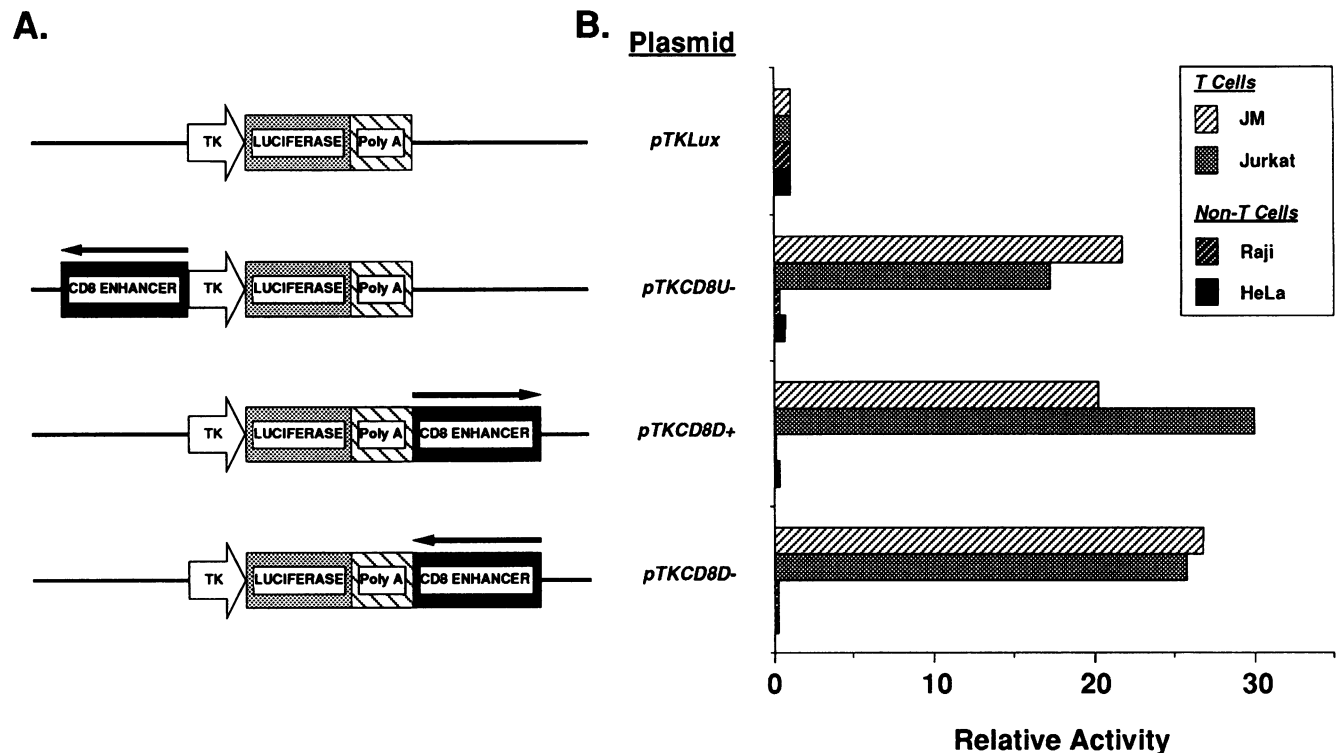 A.
TK LUCIFERASE Poly A
CD8 ENHANCER TK LUCIFERASE Poly A
TK LUCIFERASE Poly A CD8 ENHANCER
TK LUCIFERASE Poly A CD8 ENHANCER
B.
Plasmid
pTKLux
pTKCD8U-
pTKCD8D+
pTKCD8D-
T Cells
JM
Jurkat
Non-T Cells
Raji
HeLa
0 10 20 30
Relative Activity